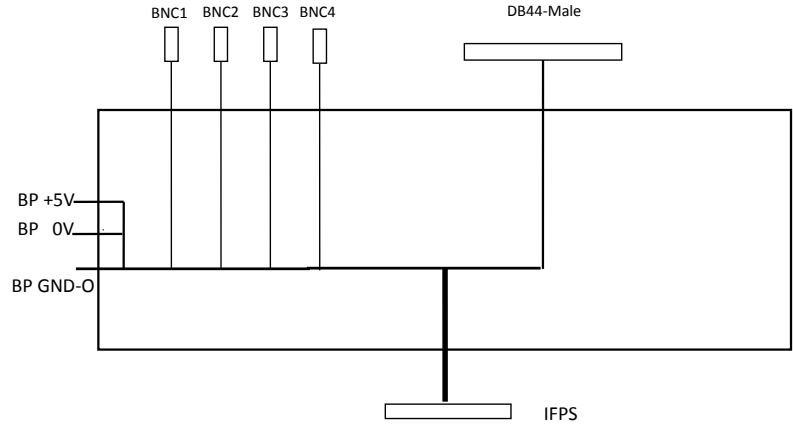 BNC1 BNC2 BNC3 BNC4 DB44-Male
BP +5V
BP 0V
BP GND-O
IFPS